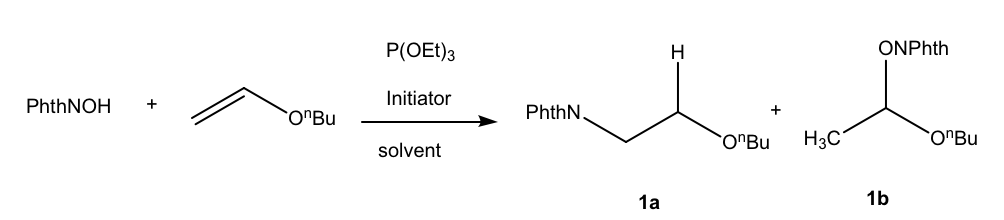 PhthNOH + OⁿBu
P(OEt)₃
Initiator
solvent
PhthN H OⁿBu
+
ONPhth H₃C OⁿBu
1a
1b